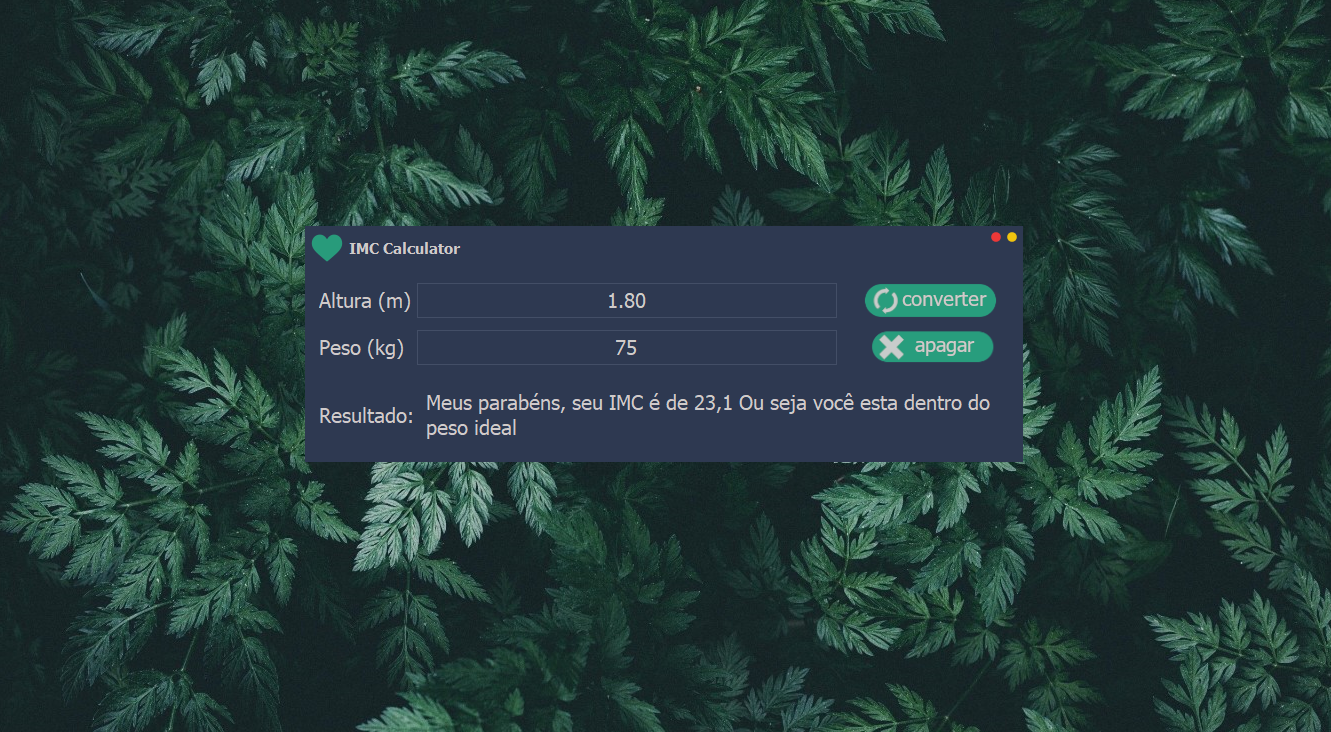 IMC Calculator
Altura (m) 1.80 converter
Peso (kg) 75 apagar
Resultado: Meus parabéns, seu IMC é de 23,1 Ou seja você esta dentro do
peso ideal